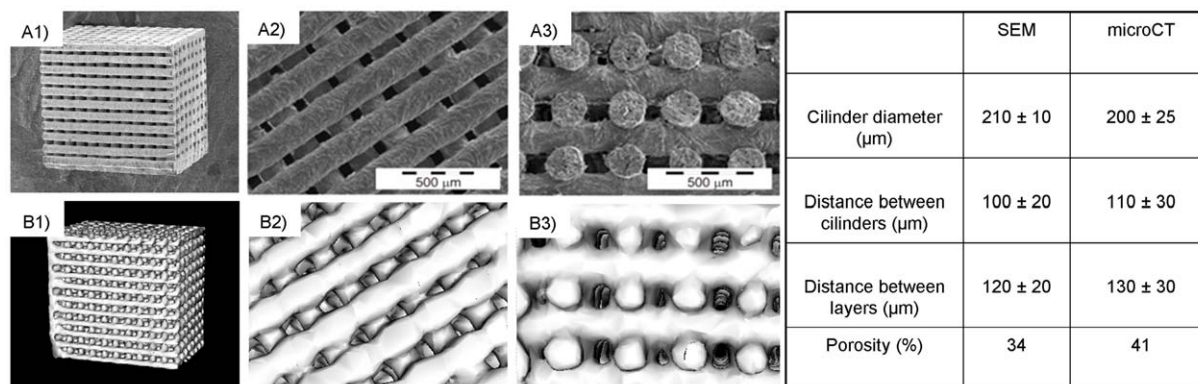 A1)
A2)
500 µm
A3)
500 µm
B1)
B2)
B3)
SEM microCT
Cilinder diameter
(µm)
210 ± 10 200 ± 25
Distance between
cilinders (µm)
100 ± 20 110 ± 30
Distance between
layers (µm)
120 ± 20 130 ± 30
Porosity (%) 34 41